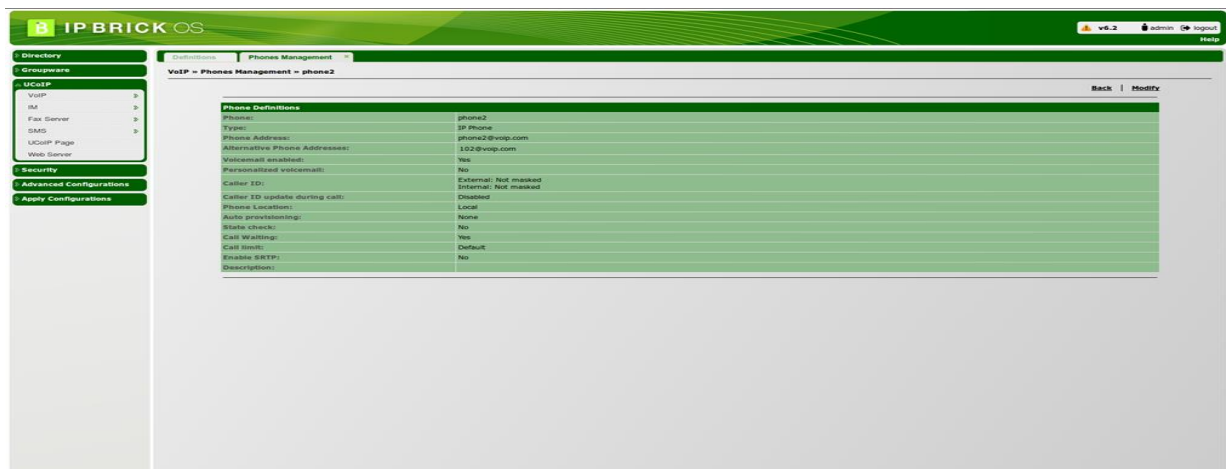 IPBRICK OS
v6.2 admin logout
Help
Directory
Groupware
UCoIP
VoIP
IM
Fax Server
SMS
UCoIP Page
Web Server
Security
Advanced Configurations
Apply Configurations
Definitions Phones Management
VoIP » Phones Management » phone2
Back | Modify
Phone Definitions
Phone: phone2
Type: IP Phone
Phone Address: phone2@voip.com
Alternative Phone Addresses: 102@voip.com
Voicemail enabled: Yes
Personalized voicemail: No
Caller ID: External: Not masked
Internal: Not masked
Caller ID update during call: Disabled
Phone Location: Local
Auto provisioning: None
State check: No
Call Waiting: Yes
Call limit: Default
Enable SRTP: No
Description: